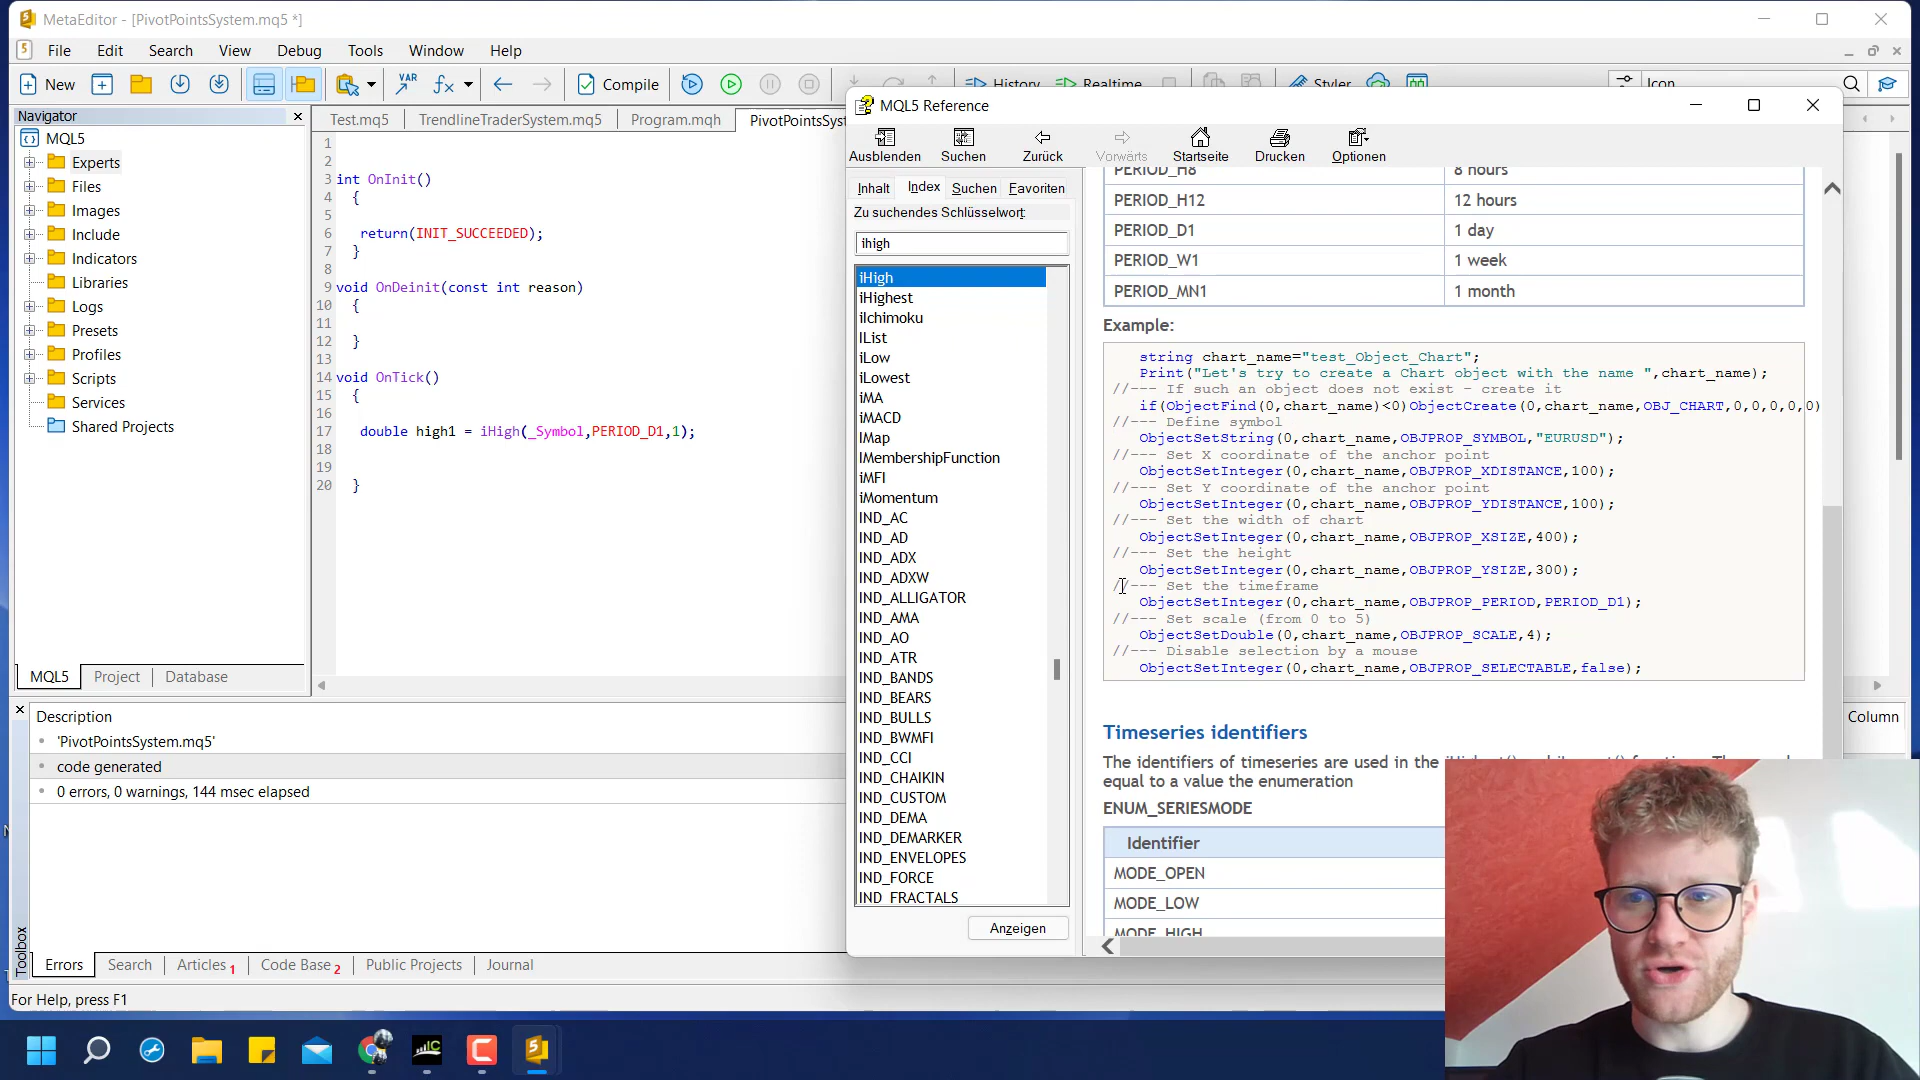 MetaEditor - [PivotPointsSystem.mq5 *]
File Edit Search View Debug Tools Window Help
New VAR Compile History Realtime Styler Icon
Navigator
MQL5
Experts
Files
Images
Include
Indicators
Libraries
Logs
Presets
Profiles
Scripts
Services
Shared Projects
MQL5 Project Database
Test.mq5 TrendlineTraderSystem.mq5 Program.mqh PivotPointsSys
1
2
3 int OnInit()
4 {
5
6 return(INIT_SUCCEEDED);
7 }
8
9 void OnDeinit(const int reason)
10 {
11
12 }
13
14 void OnTick()
15 {
16
17 double high1 = iHigh(_Symbol,PERIOD_D1,1);
18
19
20 }
MQL5 Reference
Ausblenden Suchen Zurück Vorwärts Startseite Drucken Optionen
Inhalt Index Suchen Favoriten
Zu suchendes Schlüsselwort:
ihigh
iHigh
iHighest
iIchimoku
IList
iLow
iLowest
iMA
iMACD
IMap
IMembershipFunction
iMFI
iMomentum
IND_AC
IND_AD
IND_ADX
IND_ADXW
IND_ALLIGATOR
IND_AMA
IND_AO
IND_ATR
IND_BANDS
IND_BEARS
IND_BULLS
IND_BWMFI
IND_CCI
IND_CHAIKIN
IND_CUSTOM
IND_DEMA
IND_DEMARKER
IND_ENVELOPES
IND_FORCE
IND_FRACTALS
Anzeigen
PERIOD_H8 8 hours
PERIOD_H12 12 hours
PERIOD_D1 1 day
PERIOD_W1 1 week
PERIOD_MN1 1 month
Example:
string chart_name="test_Object_Chart";
Print("Let's try to create a Chart object with the name ",chart_name);
//--- If such an object does not exist - create it
if(ObjectFind(0,chart_name)<0)ObjectCreate(0,chart_name,OBJ_CHART,0,0,0,0,0)
//--- Define symbol
ObjectSetString(0,chart_name,OBJPROP_SYMBOL,"EURUSD");
//--- Set X coordinate of the anchor point
ObjectSetInteger(0,chart_name,OBJPROP_XDISTANCE,100);
//--- Set Y coordinate of the anchor point
ObjectSetInteger(0,chart_name,OBJPROP_YDISTANCE,100);
//--- Set the width of chart
ObjectSetInteger(0,chart_name,OBJPROP_XSIZE,400);
//--- Set the height
ObjectSetInteger(0,chart_name,OBJPROP_YSIZE,300);
//--- Set the timeframe
ObjectSetInteger(0,chart_name,OBJPROP_PERIOD,PERIOD_D1);
//--- Set scale (from 0 to 5)
ObjectSetDouble(0,chart_name,OBJPROP_SCALE,4);
//--- Disable selection by a mouse
ObjectSetInteger(0,chart_name,OBJPROP_SELECTABLE,false);
Timeseries identifiers
The identifiers of timeseries are used in the
equal to a value the enumeration
ENUM_SERIESMODE
Identifier
MODE_OPEN
MODE_LOW
MODE_HIGH
Column
Description
'PivotPointsSystem.mq5'
code generated
0 errors, 0 warnings, 144 msec elapsed
Toolbox
Errors Search Articles 1 Code Base 2 Public Projects Journal
For Help, press F1